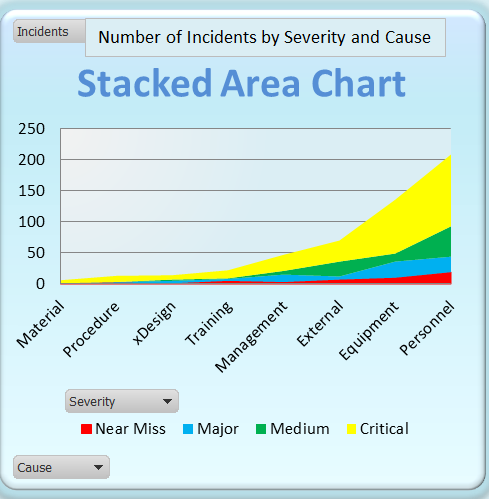 Incidents
Number of Incidents by Severity and Cause
Stacked Area Chart
250
200
150
100
50
0
Material
Procedure
xDesign
Training
Management
External
Equipment
Personnel
Severity
Near Miss
Major
Medium
Critical
Cause